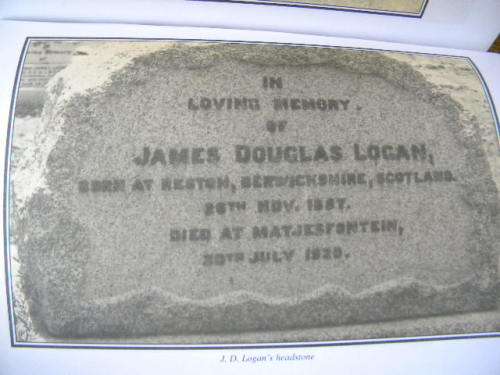 IN
LOVING MEMORY.
OF
JAMES DOUGLAS LOGAN,
BORN AT RESTON, BERWICKSHIRE, SCOTLAND.
26TH NOV. 1857.
DIED AT MATJESFONTEIN,
30TH JULY 1920.
J. D. Logan's headstone